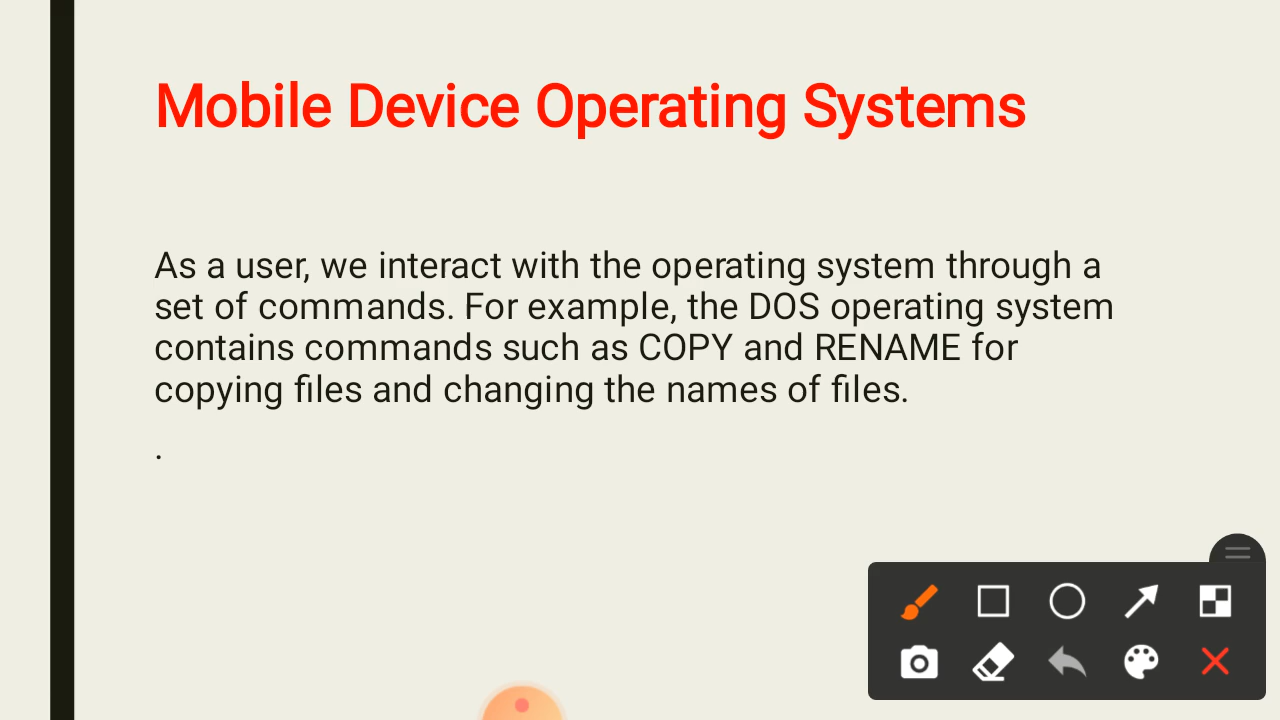 Mobile Device Operating Systems
As a user, we interact with the operating system through a
set of commands. For example, the DOS operating system
contains commands such as COPY and RENAME for
copying files and changing the names of files.
.